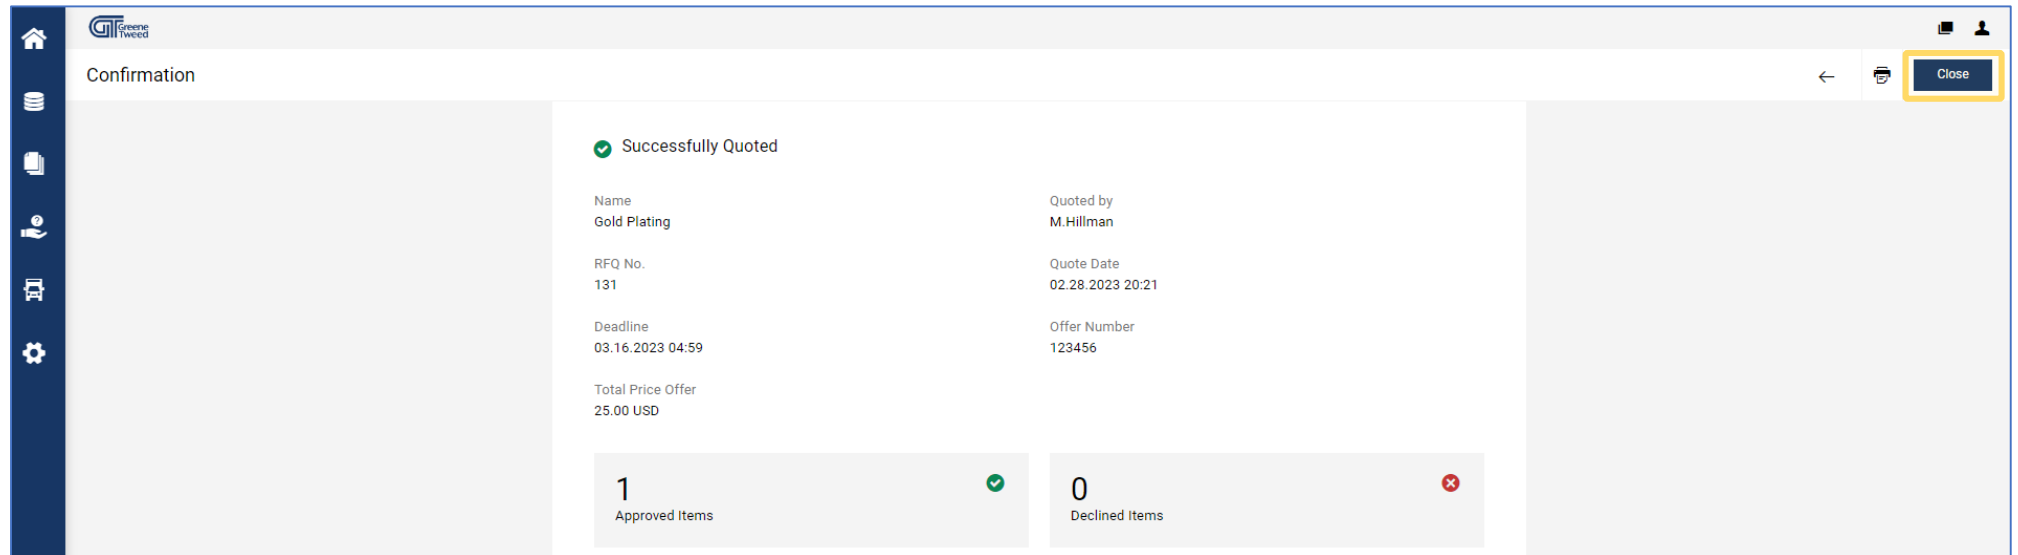 Greene
Tweed
Confirmation
Close
Successfully Quoted
Name
Gold Plating
Quoted by
M.Hillman
RFQ No.
131
Quote Date
02.28.2023 20:21
Deadline
03.16.2023 04:59
Offer Number
123456
Total Price Offer
25.00 USD
1
Approved Items
0
Declined Items